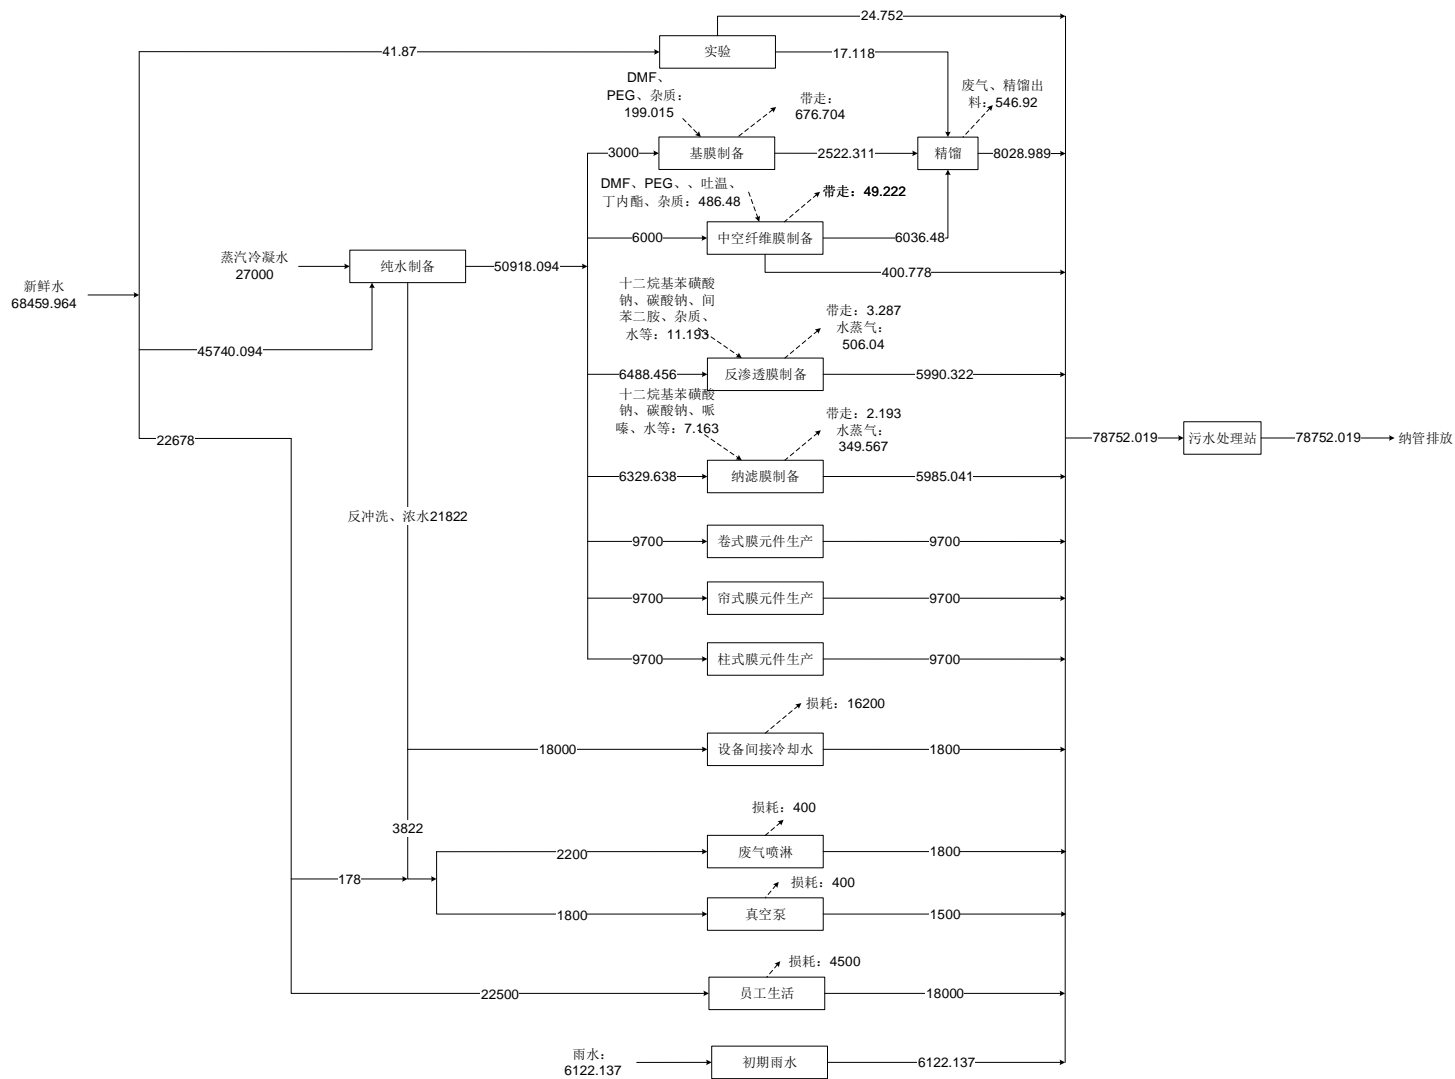 24.752
41.87
实验
17.118
DMF、
PEG、杂质：
199.015
带走：
676.704
废气、精馏出
料：546.92
3000
基膜制备
2522.311
精馏
8028.989
DMF、PEG、、吐温、
丁内酯、杂质：486.48
带走：49.222
6000
中空纤维膜制备
6036.48
400.778
蒸汽冷凝水
27000
纯水制备
50918.094
新鲜水
68459.964
45740.094
十二烷基苯磺酸
钠、碳酸钠、间
苯二胺、杂质、
水等：11.193
带走：3.287
水蒸气：
506.04
6488.456
反渗透膜制备
5990.322
十二烷基苯磺酸
钠、碳酸钠、哌
嗪、水等：7.163
带走：2.193
水蒸气：
349.567
22678
6329.638
纳滤膜制备
5985.041
78752.019
污水处理站
78752.019
纳管排放
反冲洗、浓水21822
9700
卷式膜元件生产
9700
9700
帘式膜元件生产
9700
9700
柱式膜元件生产
9700
损耗：16200
18000
设备间接冷却水
1800
损耗：400
3822
2200
废气喷淋
1800
178
损耗：400
1800
真空泵
1500
损耗：4500
22500
员工生活
18000
雨水：
6122.137
初期雨水
6122.137